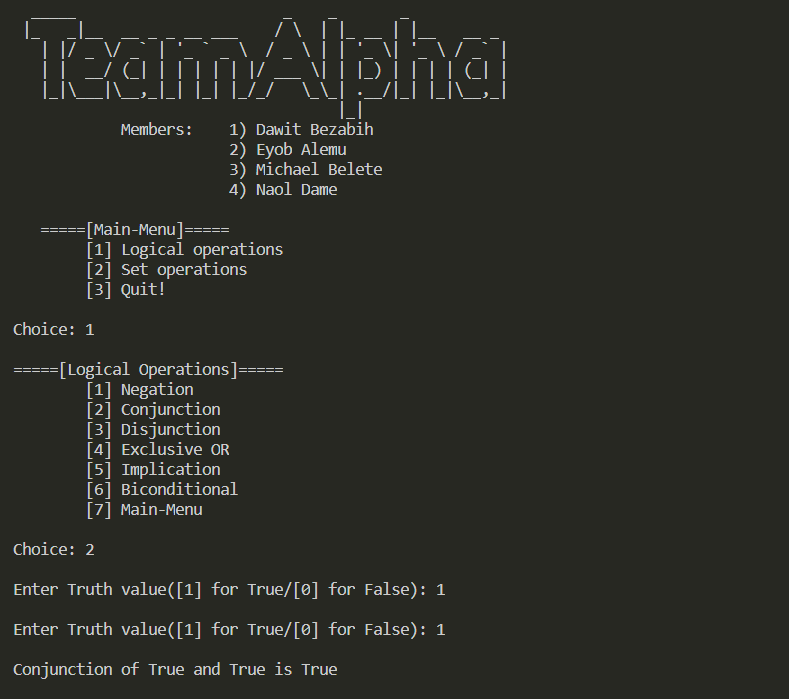 TeamAlpha
Members: 1) Dawit Bezabih
2) Eyob Alemu
3) Michael Belete
4) Naol Dame
=====[Main-Menu]=====
[1] Logical operations
[2] Set operations
[3] Quit!
Choice: 1
=====[Logical Operations]=====
[1] Negation
[2] Conjunction
[3] Disjunction
[4] Exclusive OR
[5] Implication
[6] Biconditional
[7] Main-Menu
Choice: 2
Enter Truth value([1] for True/[0] for False): 1
Enter Truth value([1] for True/[0] for False): 1
Conjunction of True and True is True